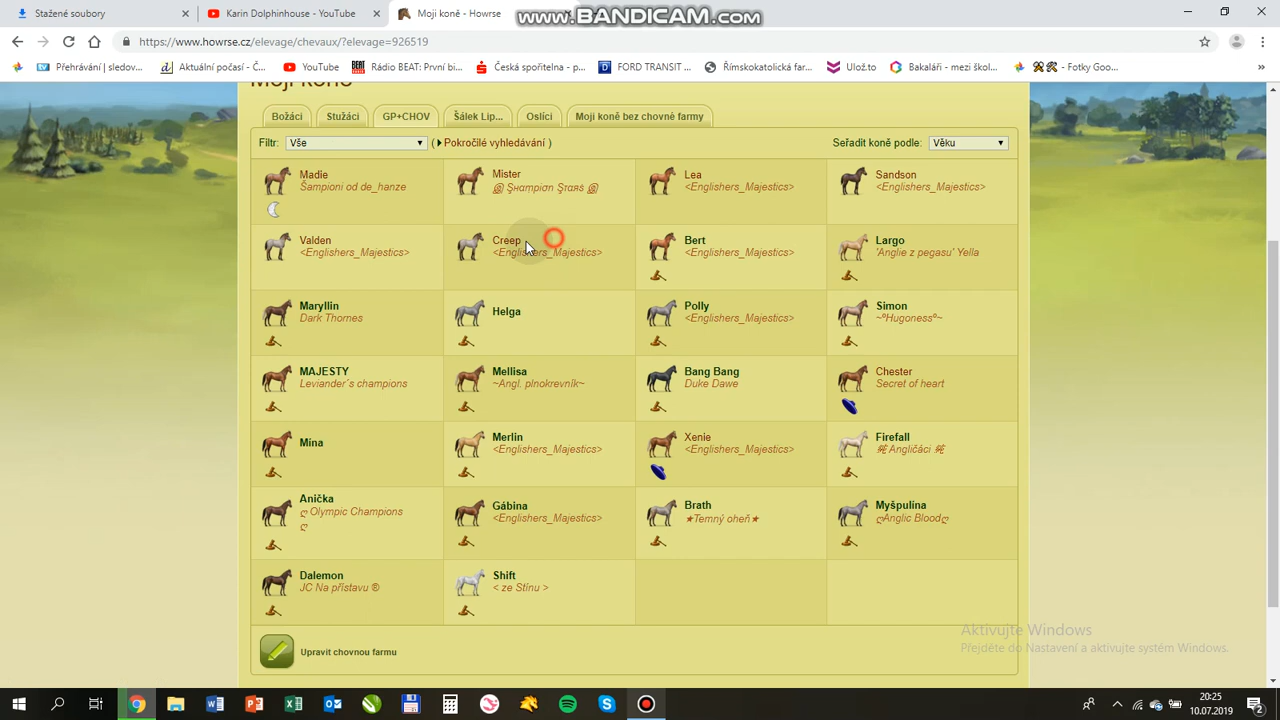 www.BANDICAM.com
Stažené soubory
Karin Dolphinhouse - YouTube
Moji koně - Howrse
https://www.howrse.cz/elevage/chevaux/?elevage=926519
Přehrávání | sledov...
Aktuální počasí - Č...
YouTube
Rádio BEAT: První bi...
Česká spořitelna - p...
FORD TRANSIT ...
Římskokatolická far...
Ulož.to
Bakaláři - mezi škol...
Fotky Goo...
»
Moji koně
Božáci
Stužáci
GP+CHOV
Šálek Lip...
Oslíci
Moji koně bez chovné farmy
Filtr: Vše ( Pokročilé vyhledávání )
Seřadit koně podle: Věku
Madie
Šampioni od de_hanze
Mister
Lea
<Englishers_Majestics>
Sandson
<Englishers_Majestics>
Valden
<Englishers_Majestics>
Creep
<Englishers_Majestics>
Bert
<Englishers_Majestics>
Largo
'Anglie z pegasu' Yella
Maryllin
Dark Thornes
Helga
Polly
<Englishers_Majestics>
Simon
~ºHugonessº~
MAJESTY
Leviander´s champions
Mellisa
~Angl. plnokrevník~
Bang Bang
Duke Dawe
Chester
Secret of heart
Mína
Merlin
<Englishers_Majestics>
Xenie
<Englishers_Majestics>
Firefall
Angličáci
Anička
ღ Olympic Champions
ღ
Gábina
<Englishers_Majestics>
Brath
★Temný oheň★
Myšpulína
ღAnglic Bloodღ
Dalemon
JC Na přístavu ®
Shift
< ze Stínu >
Upravit chovnou farmu
Aktivujte Windows
Přejděte do Nastavení a aktivujte systém Windows.
20:25
10.07.2019